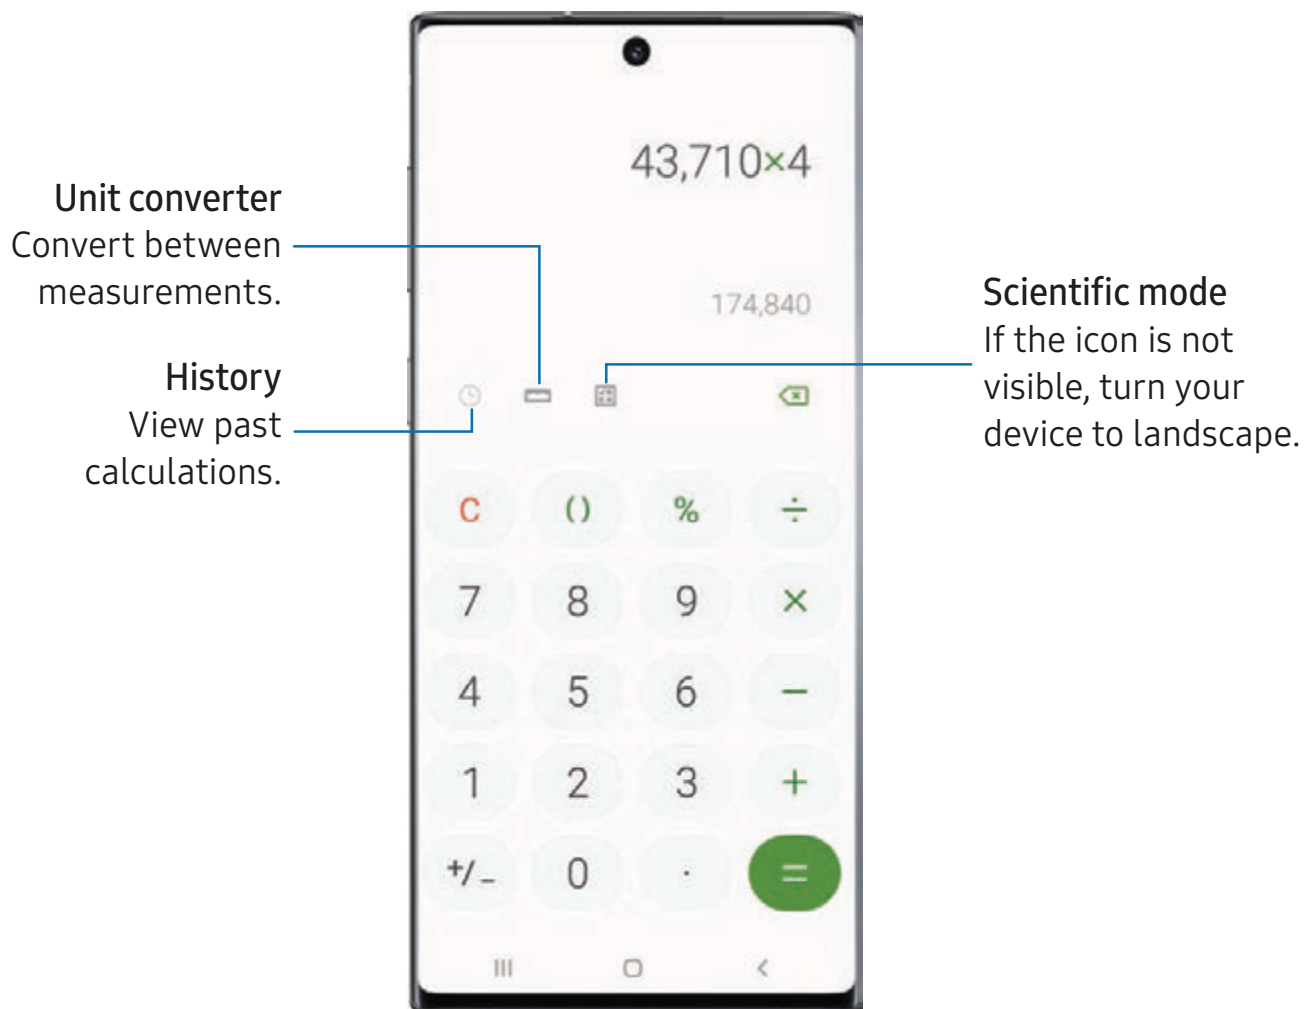 43,710×4
Unit converter
Convert between
measurements.
174,840
Scientific mode
If the icon is not
visible, turn your
device to landscape.
History
View past
calculations.
C () % ÷
7 8 9 ×
4 5 6 −
1 2 3 +
+/− 0 . =